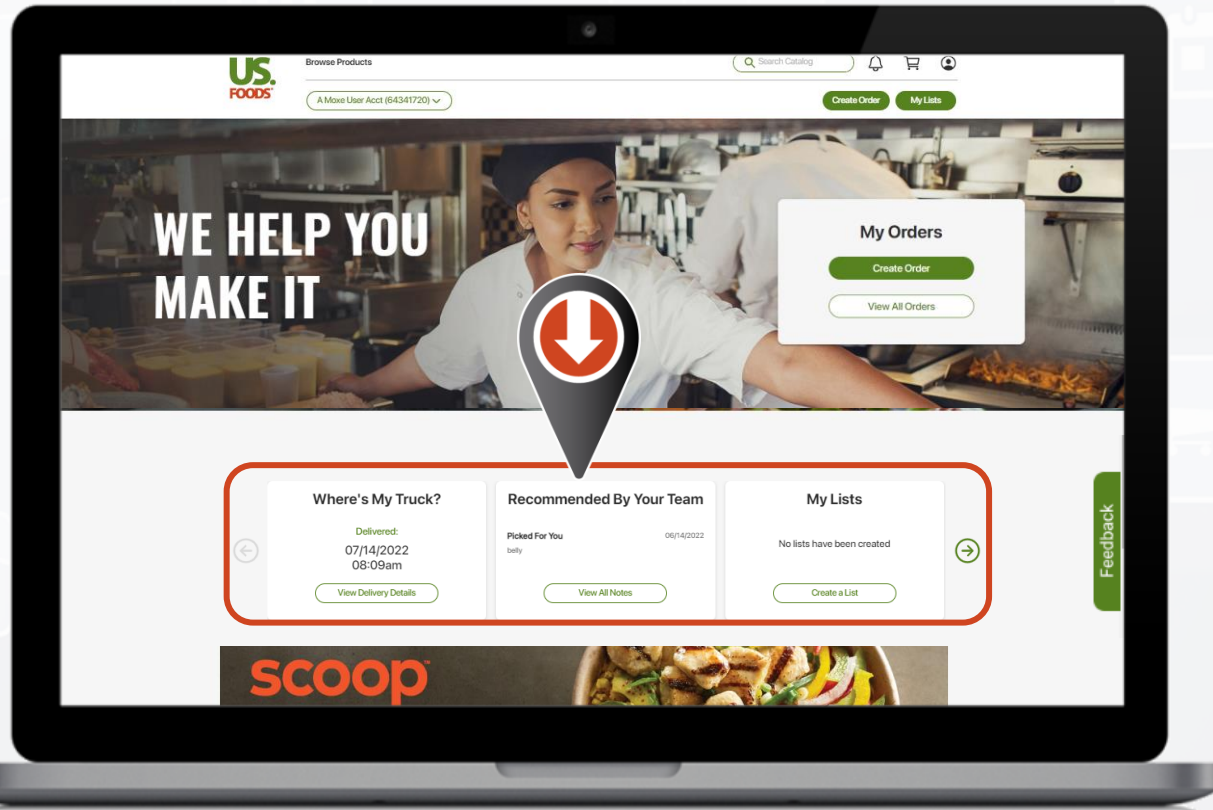 US.
FOODS
Browse Products
Search Catalog
A Moxe User Acct (64341720)
Create Order
My Lists
WE HELP YOU
MAKE IT
My Orders
Create Order
View All Orders
Where's My Truck?
Delivered:
07/14/2022
08:09am
View Delivery Details
Recommended By Your Team
Picked For You
06/14/2022
belly
View All Notes
My Lists
No lists have been created
Create a List
Feedback
scoop